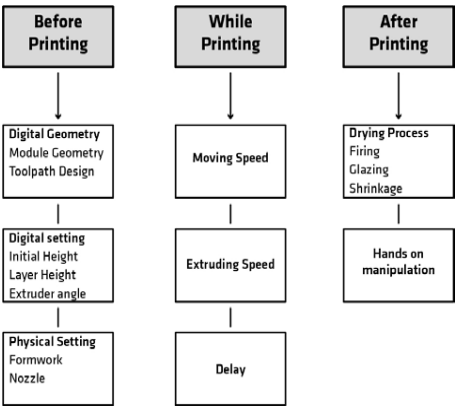 Before
Printing
While
Printing
After
Printing
Digital Geometry
Module Geometry
Toolpath Design
Moving Speed
Drying Process
Firing
Glazing
Shrinkage
Digital setting
Initial Height
Layer Height
Extruder angle
Extruding Speed
Hands on
manipulation
Physical Setting
Formwork
Nozzle
Delay